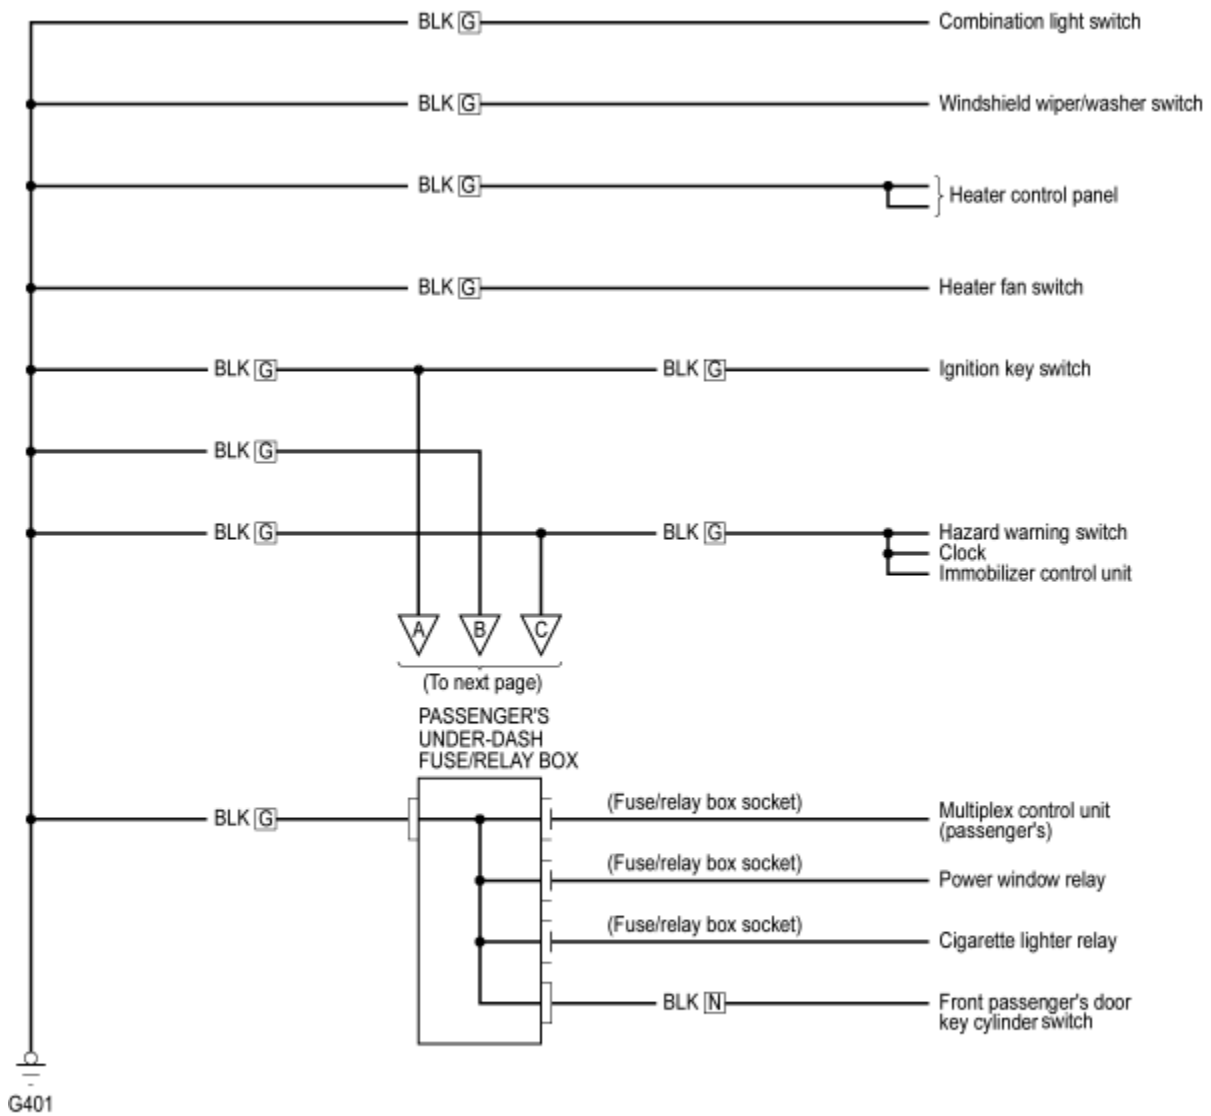 BLK G Combination light switch
BLK G Windshield wiper/washer switch
BLK G Heater control panel
BLK G Heater fan switch
BLK G BLK G Ignition key switch
BLK G
BLK G BLK G Hazard warning switch
Clock
Immobilizer control unit
A B C
(To next page)
PASSENGER'S
UNDER-DASH
FUSE/RELAY BOX
(Fuse/relay box socket)
BLK G Multiplex control unit
(passenger's)
(Fuse/relay box socket)
Power window relay
(Fuse/relay box socket)
Cigarette lighter relay
BLK N Front passenger's door
key cylinder switch
G401